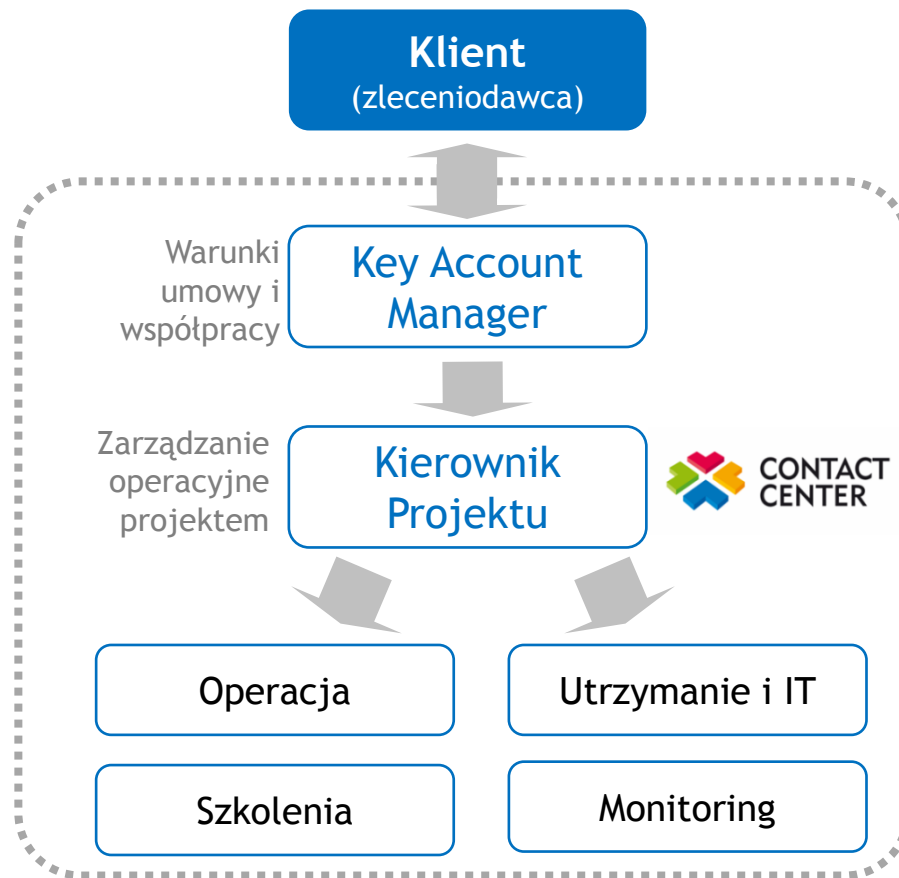 Klient
(zleceniodawca)
Warunki
umowy i
współpracy
Key Account
Manager
Zarządzanie
operacyjne
projektem
Kierownik
Projektu
CONTACT
CENTER
Operacja
Utrzymanie i IT
Szkolenia
Monitoring